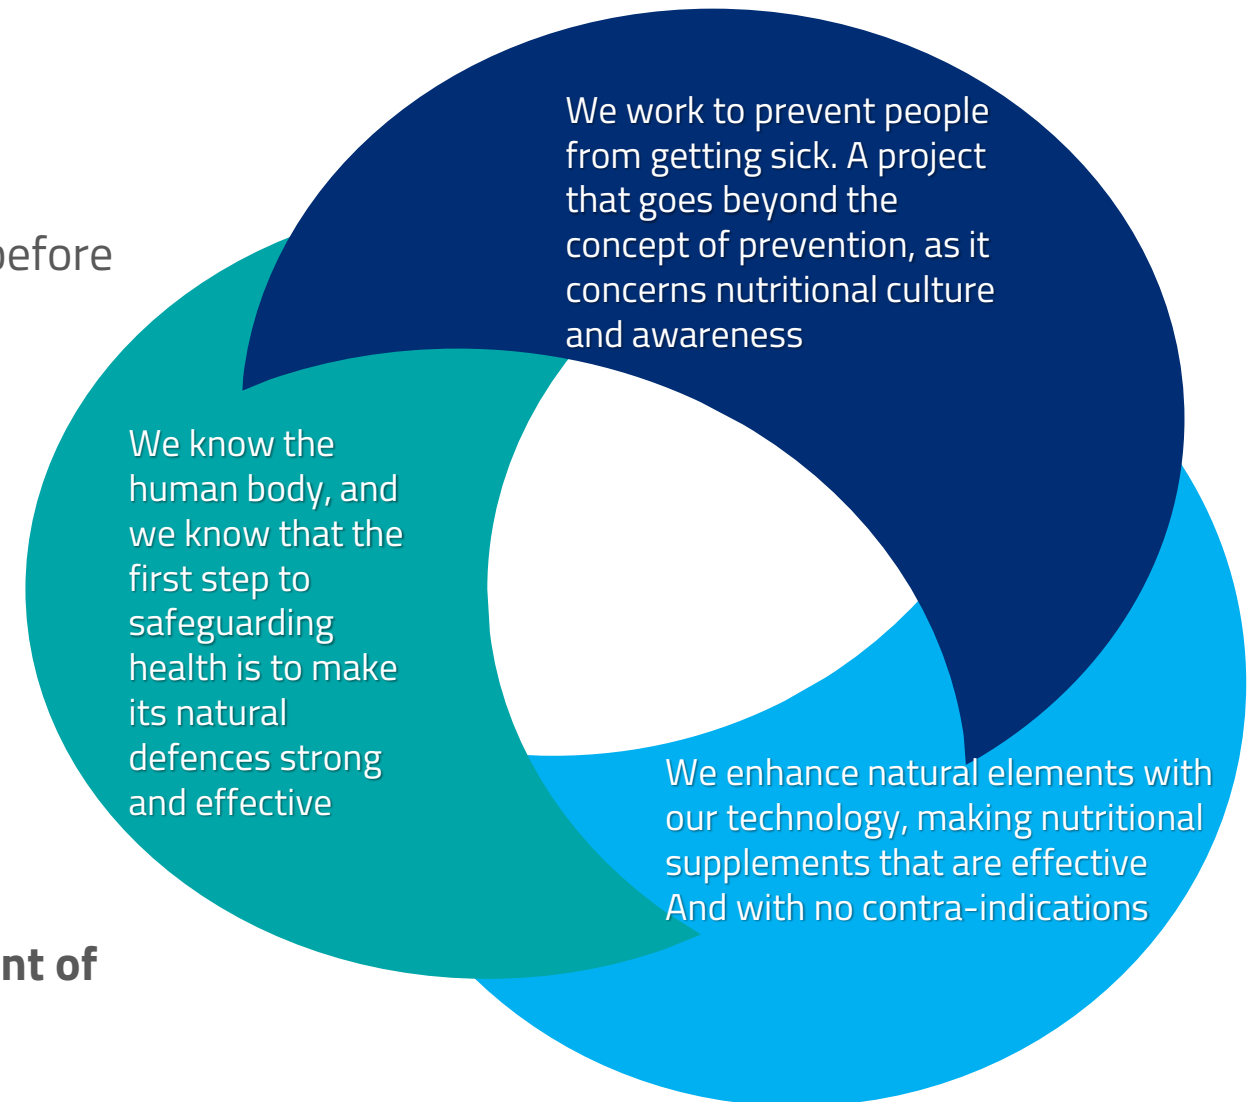 We work to prevent people
from getting sick. A project
that goes beyond the
concept of prevention, as it
concerns nutritional culture
and awareness
before
We know the
human body, and
we know that the
first step to
safeguarding
health is to make
its natural
defences strong
and effective
We enhance natural elements with
our technology, making nutritional
supplements that are effective
And with no contra-indications
nt of